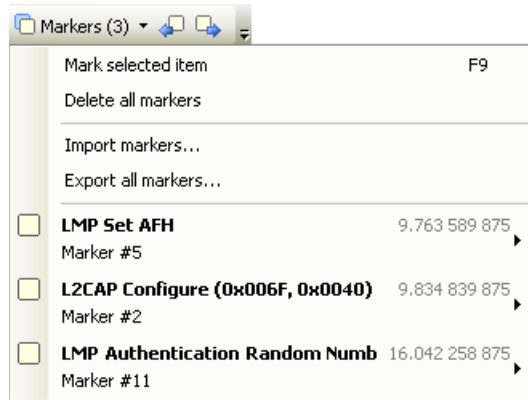 Markers (3)
Mark selected item F9
Delete all markers
Import markers...
Export all markers...
LMP Set AFH 9.763 589 875
Marker #5
L2CAP Configure (0x006F, 0x0040) 9.834 839 875
Marker #2
LMP Authentication Random Numb 16.042 258 875
Marker #11